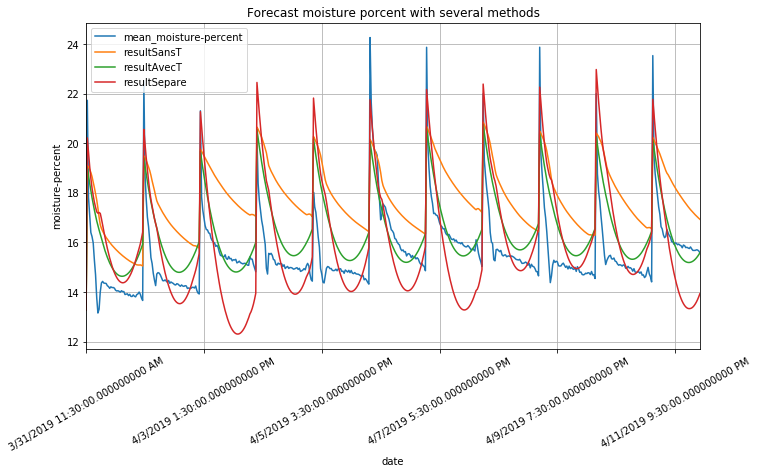 Forecast moisture porcent with several methods
mean_moisture-percent
resultSansT
resultAvecT
resultSepare
moisture-percent
24
22
20
18
16
14
12
3/31/2019 11:30:00.000000000 AM
4/3/2019 1:30:00.000000000 PM
4/5/2019 3:30:00.000000000 PM
4/7/2019 5:30:00.000000000 PM
4/9/2019 7:30:00.000000000 PM
4/11/2019 9:30:00.000000000 PM
date